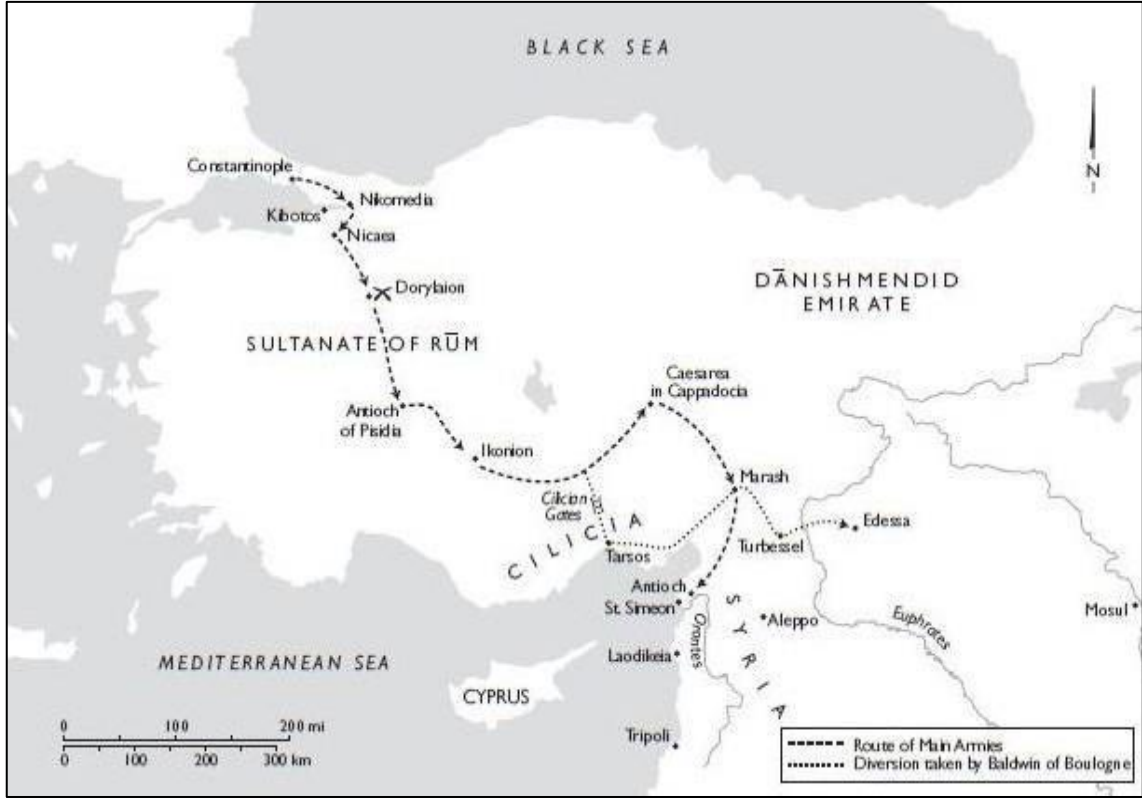 BLACK SEA
Constantinople
N
Nikomedia
Kibotos
Nicaea
Dorylaion
DĀNISHMENDID
EMIRATE
SULTANATE OF RŪM
Caesarea
in Cappadocia
Antioch
of Pisidia
Ikonion
Marash
Cilician
Gates
CILICIA
Edessa
Turbessel
Tarsos
Antioch
St. Simeon
SYRIA
Aleppo
Euphrates
Mosul
Orontes
Laodikeia
MEDITERRANEAN SEA
CYPRUS
Tripoli
0 100 200 mi
0 100 200 300 km
Route of Main Armies
Diversion taken by Baldwin of Boulogne